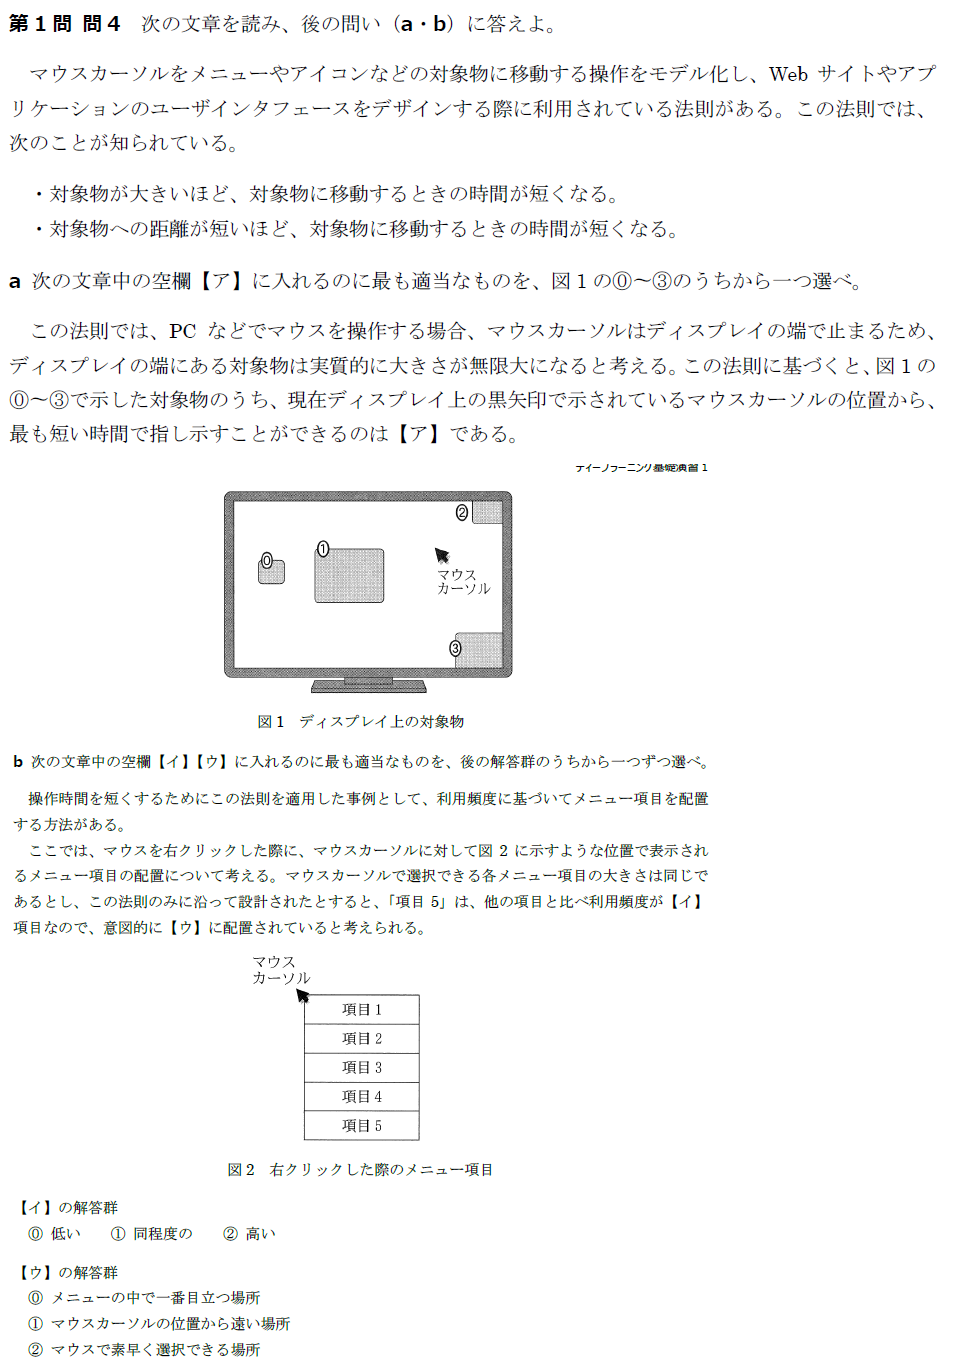 第1問 問4 次の文章を読み、後の問い（a・b）に答えよ。
マウスカーソルをメニューやアイコンなどの対象物に移動する操作をモデル化し、Web サイトやアプ
リケーションのユーザインタフェースをデザインする際に利用されている法則がある。この法則では、
次のことが知られている。
・対象物が大きいほど、対象物に移動するときの時間が短くなる。
・対象物への距離が短いほど、対象物に移動するときの時間が短くなる。
a 次の文章中の空欄【ア】に入れるのに最も適当なものを、図1の⓪～③のうちから一つ選べ。
この法則では、PC などでマウスを操作する場合、マウスカーソルはディスプレイの端で止まるため、
ディスプレイの端にある対象物は実質的に大きさが無限大になると考える。この法則に基づくと、図1の
⓪～③で示した対象物のうち、現在ディスプレイ上の黒矢印で示されているマウスカーソルの位置から、
最も短い時間で指し示すことができるのは【ア】である。
ディープラーニング基礎演習1
②
①
⓪
マウス
カーソル
③
図1 ディスプレイ上の対象物
b 次の文章中の空欄【イ】【ウ】に入れるのに最も適当なものを、後の解答群のうちから一つずつ選べ。
操作時間を短くするためにこの法則を適用した事例として、利用頻度に基づいてメニュー項目を配置
する方法がある。
ここでは、マウスを右クリックした際に、マウスカーソルに対して図 2 に示すような位置で表示され
るメニュー項目の配置について考える。マウスカーソルで選択できる各メニュー項目の大きさは同じで
あるとし、この法則のみに沿って設計されたとすると、「項目 5」は、他の項目と比べ利用頻度が【イ】
項目なので、意図的に【ウ】に配置されていると考えられる。
マウス
カーソル
項目1
項目2
項目3
項目4
項目5
図2 右クリックした際のメニュー項目
【イ】の解答群
⓪ 低い ① 同程度の ② 高い
【ウ】の解答群
⓪ メニューの中で一番目立つ場所
① マウスカーソルの位置から遠い場所
② マウスで素早く選択できる場所